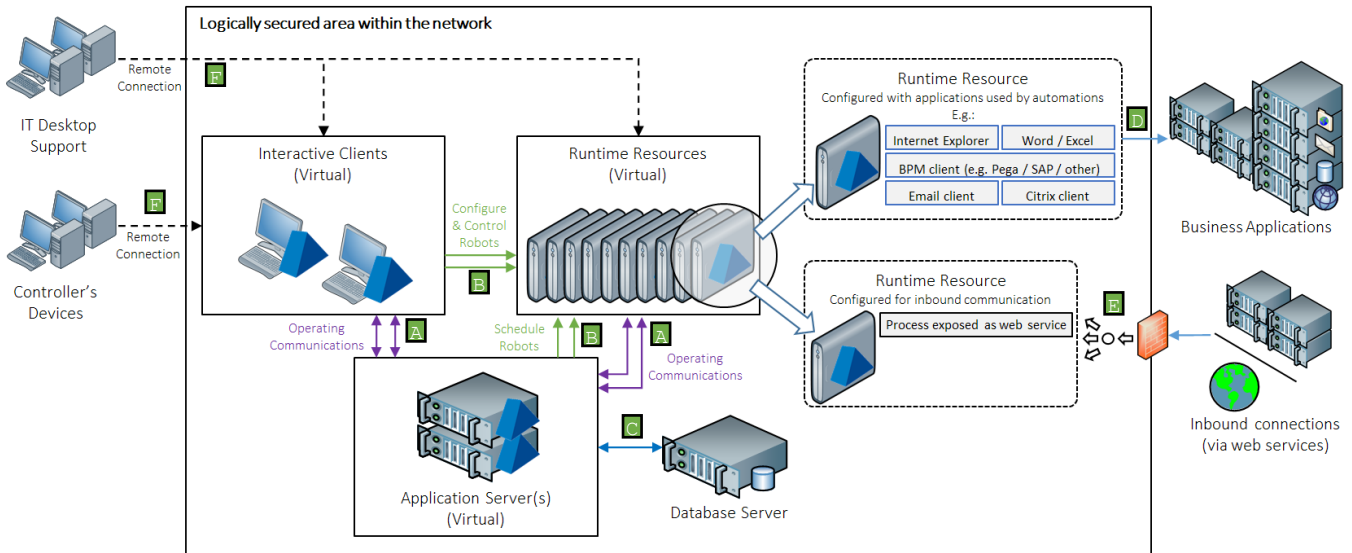 Logically secured area within the network
Remote
Connection
F
IT Desktop
Support
Remote
Connection
F
Controller's
Devices
Interactive Clients
(Virtual)
Configure
& Control
Robots
B
Runtime Resources
(Virtual)
Operating
Communications
A
Schedule
Robots
B
A
Operating
Communications
Application Server(s)
(Virtual)
C
Database Server
Runtime Resource
Configured with applications used by automations
E.g.:
Internet Explorer
Word / Excel
BPM client (e.g. Pega / SAP / other)
Email client
Citrix client
D
Business Applications
Runtime Resource
Configured for inbound communication
Process exposed as web service
E
Inbound connections
(via web services)